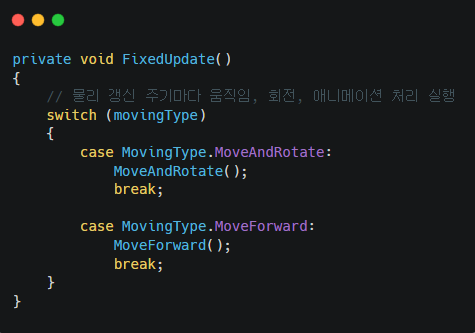 private void FixedUpdate()
{
    // 물리 갱신 주기마다 움직임, 회전, 애니메이션 처리 실행
    switch (movingType)
    {
        case MovingType.MoveAndRotate:
            MoveAndRotate();
            break;

        case MovingType.MoveForward:
            MoveForward();
            break;
    }
}